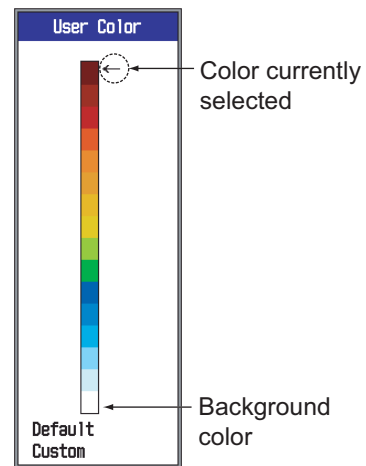 User Color
Color currently
selected
Background
color
Default
Custom